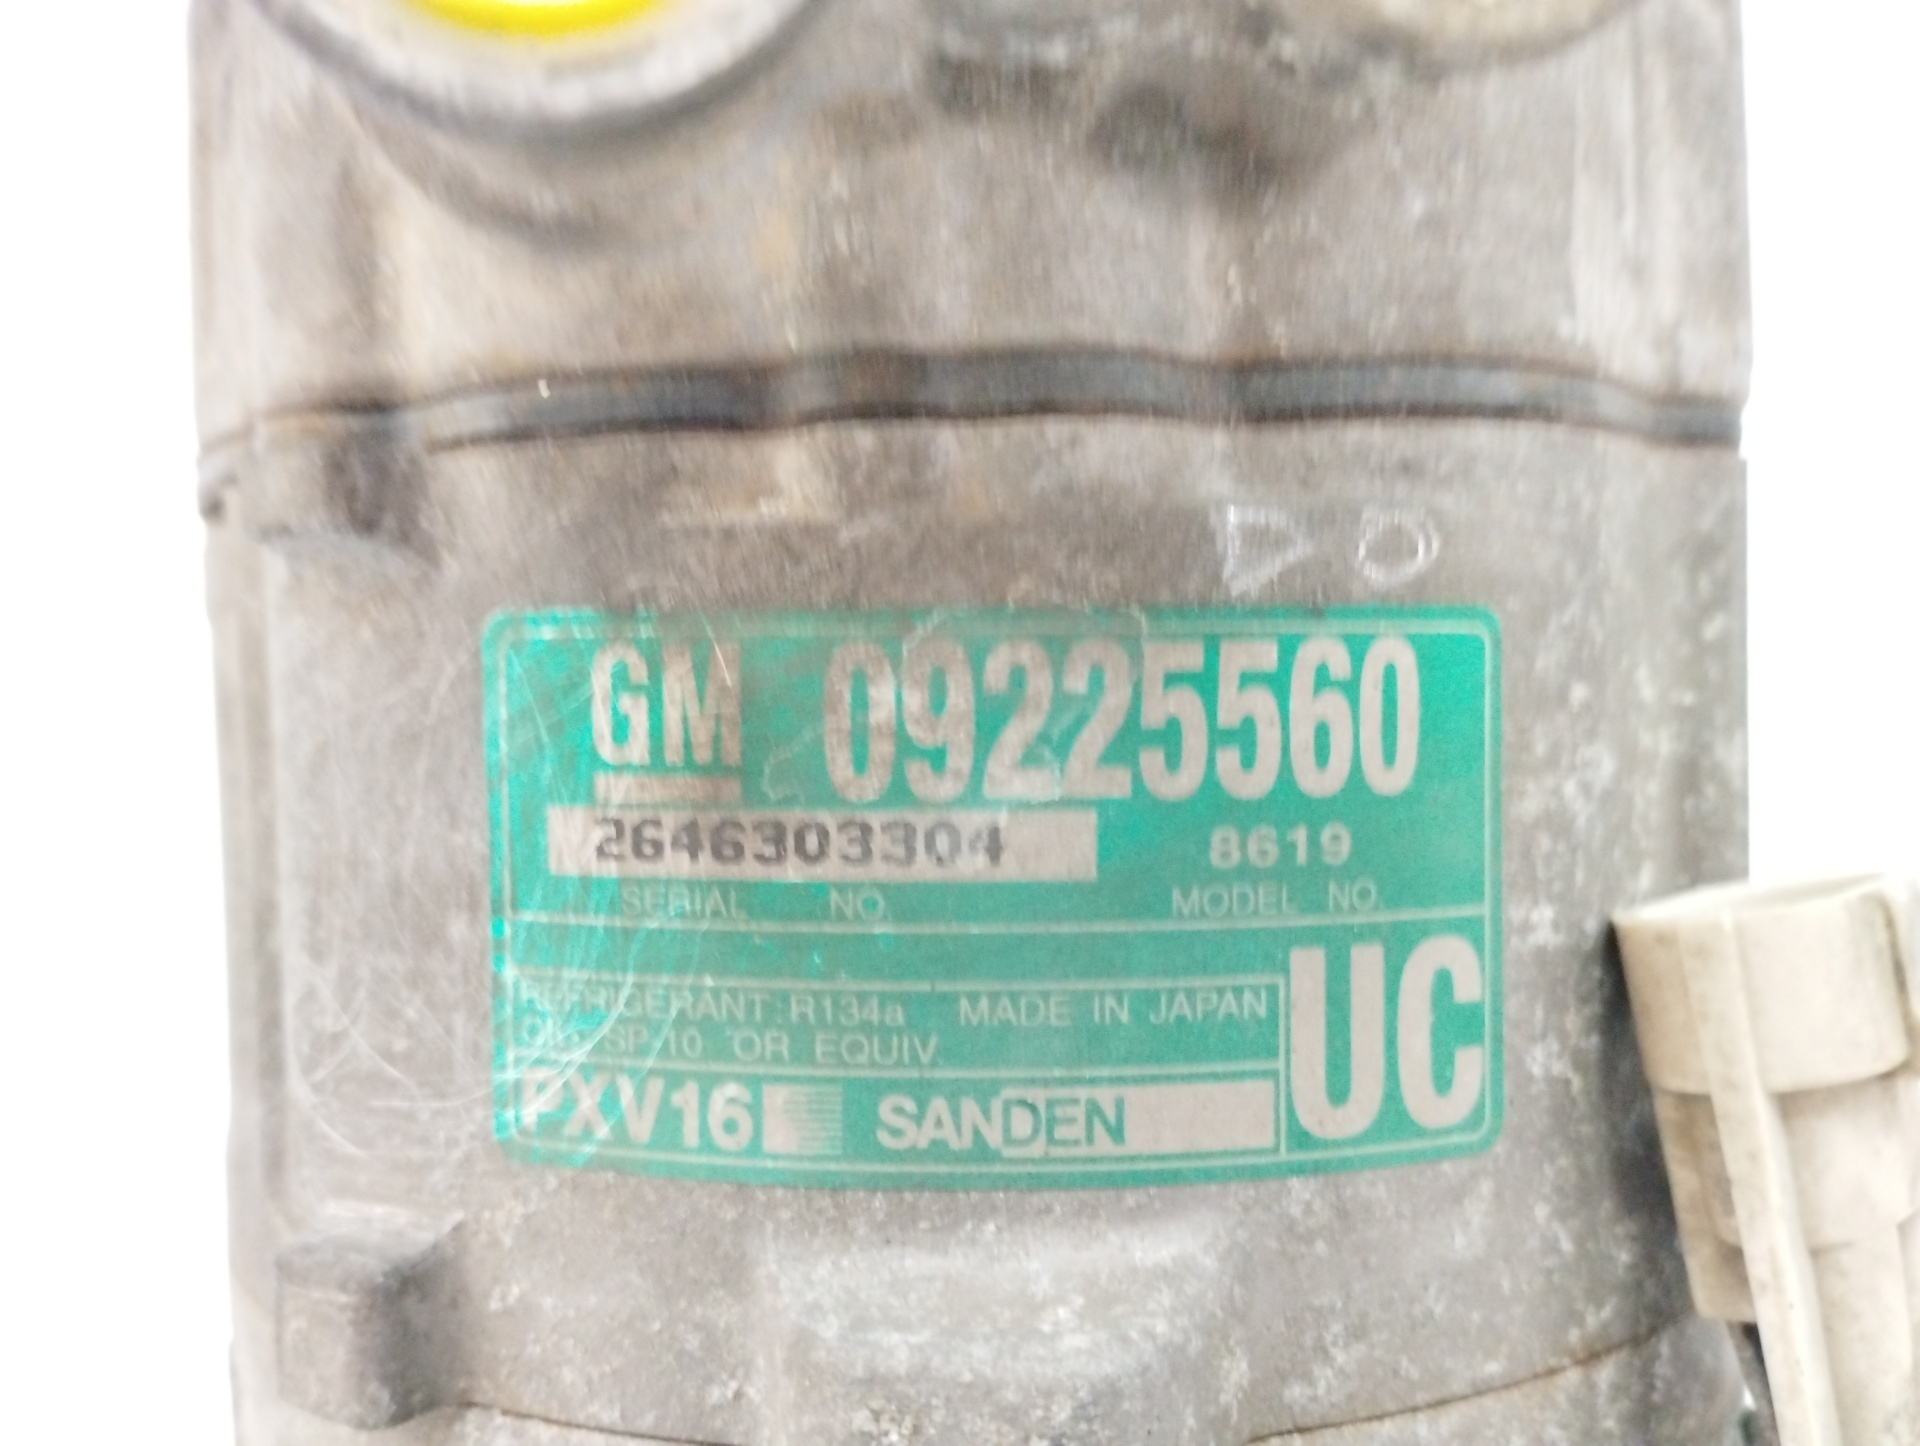 DO
GM 09225560
2646303304 8619
SERIAL NO. MODEL NO.
UC
REFRIGERANT:R134a MADE IN JAPAN
OIL: SP-10 OR EQUIV.
PXV16 SANDEN